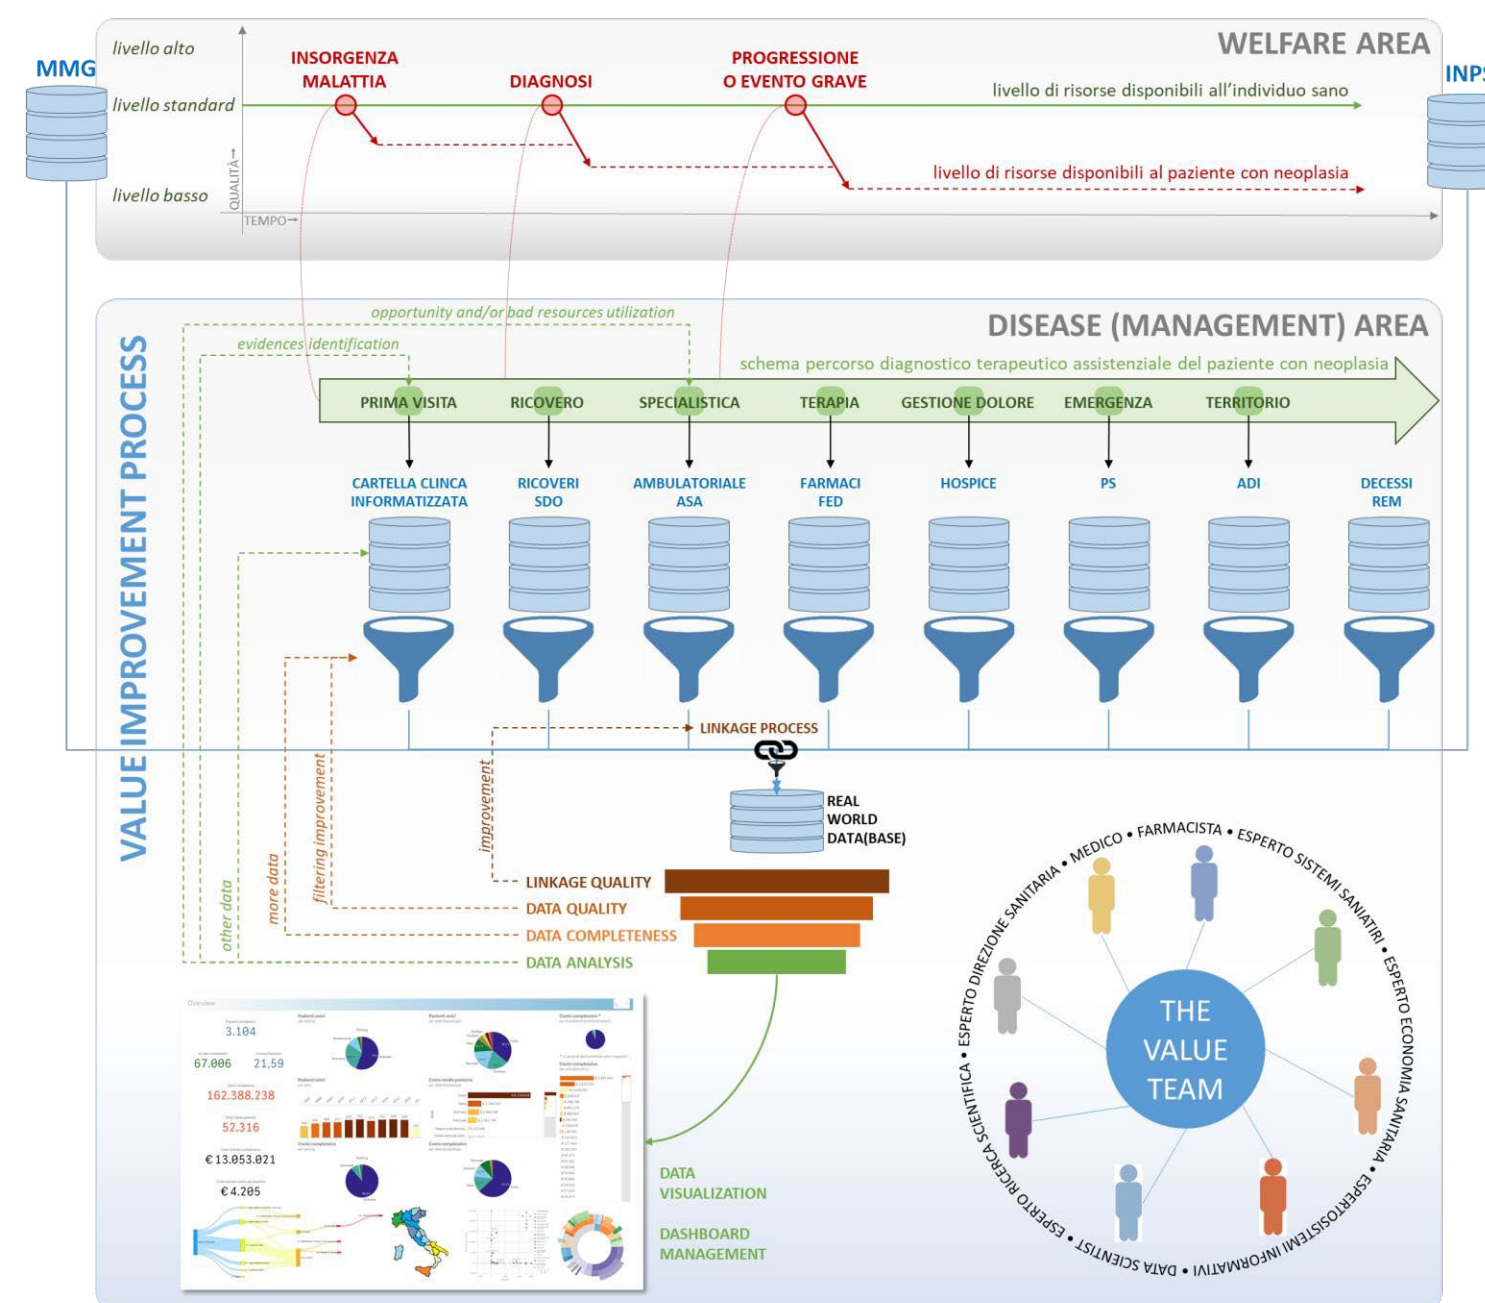 WELFARE AREA
livello alto
MMG
INPS
INSORGENZA
MALATTIA
DIAGNOSI
PROGRESSIONE
O EVENTO GRAVE
livello standard
livello di risorse disponibili all'individuo sano
QUALITÀ→
livello di risorse disponibili al paziente con neoplasia
livello basso
TEMPO→
VALUE IMPROVEMENT PROCESS
DISEASE (MANAGEMENT) AREA
opportunity and/or bad resources utilization
evidences identification
schema percorso diagnostico terapeutico assistenziale del paziente con neoplasia
PRIMA VISITA
RICOVERO
SPECIALISTICA
TERAPIA
GESTIONE DOLORE
EMERGENZA
TERRITORIO
CARTELLA CLINCA
INFORMATIZZATA
RICOVERI
SDO
AMBULATORIALE
ASA
FARMACI
FED
HOSPICE
PS
ADI
DECESSI
REM
LINKAGE PROCESS
other data
more data
filtering improvement
improvement
REAL
WORLD
DATA(BASE)
LINKAGE QUALITY
DATA QUALITY
DATA COMPLETENESS
DATA ANALYSIS
Overview
3.104
67.006
21,59
162.388.238
52.316
€ 13.053.021
€ 4.205
DATA
VISUALIZATION
DASHBOARD
MANAGEMENT
THE
VALUE
TEAM
ESPERTO DIREZIONE SANITARIA • MEDICO • FARMACISTA • ESPERTO SISTEMI SANIATIRI • ESPERTO ECONOMIA SANITARIA • ESPERTOSISTEMI INFORMATIVI • DATA SCIENTIST • ESPERTO RICERCA SCIENTIFICA •